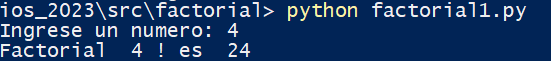 ios_2023\src\factorial> python factorial1.py
Ingrese un numero: 4
Factorial  4 ! es  24